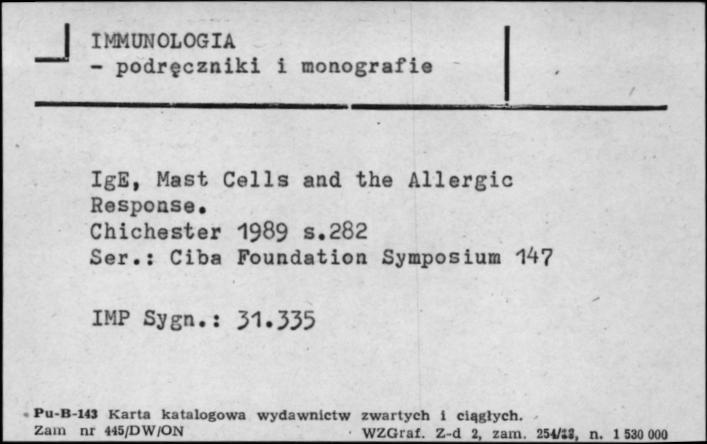 IMMUNOLOGIA
- podręczniki i monografie
IgE, Mast Cells and the Allergic
Response.
Chichester 1989 s.282
Ser.: Ciba Foundation Symposium 147
IMP Sygn.: 31.335
Pu-B-143 Karta katalogowa wydawnictw zwartych i ciągłych.
Zam nr 445/DW/ON
WZGraf. Z-d 2, zam. n. 1 530 000